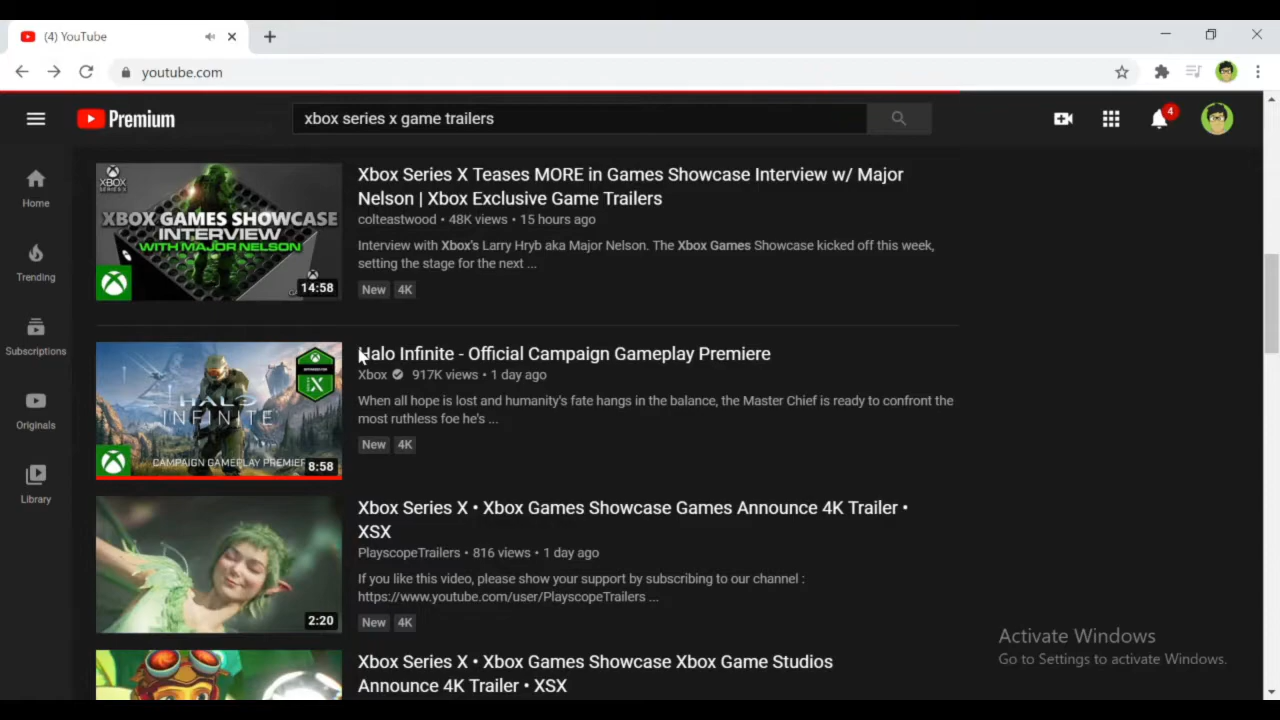 (4) YouTube
youtube.com
Premium
xbox series x game trailers
4
Home
Trending
Subscriptions
Originals
Library
XBOX
SERIES X
XBOX GAMES SHOWCASE
INTERVIEW
WITH MAJOR NELSON
14:58
Xbox Series X Teases MORE in Games Showcase Interview w/ Major
Nelson | Xbox Exclusive Game Trailers
colteastwood • 48K views • 15 hours ago
Interview with Xbox's Larry Hryb aka Major Nelson. The Xbox Games Showcase kicked off this week,
setting the stage for the next ...
New 4K
HALO
INFINITE
CAMPAIGN GAMEPLAY PREMIER
8:58
Halo Infinite - Official Campaign Gameplay Premiere
Xbox 917K views • 1 day ago
When all hope is lost and humanity's fate hangs in the balance, the Master Chief is ready to confront the
most ruthless foe he's ...
New 4K
2:20
Xbox Series X • Xbox Games Showcase Games Announce 4K Trailer •
XSX
PlayscopeTrailers • 816 views • 1 day ago
If you like this video, please show your support by subscribing to our channel :
https://www.youtube.com/user/PlayscopeTrailers ...
New 4K
Xbox Series X • Xbox Games Showcase Xbox Game Studios
Announce 4K Trailer • XSX
Activate Windows
Go to Settings to activate Windows.